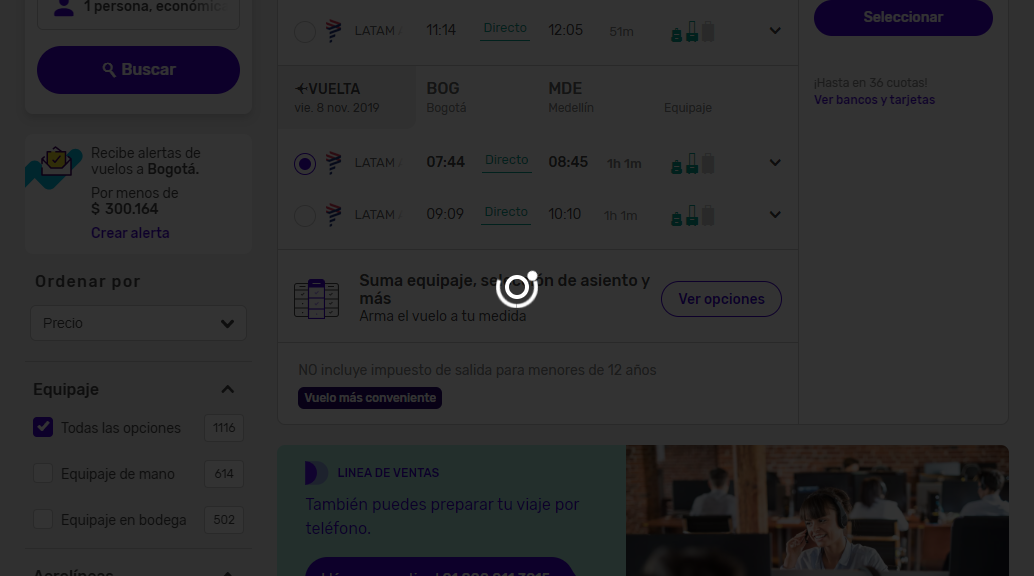 1 persona, económic
Buscar
Recibe alertas de
vuelos a Bogotá.
Por menos de
$ 300.164
Crear alerta
Ordenar por
Precio
Equipaje
Todas las opciones 1116
Equipaje de mano 614
Equipaje en bodega 502
Aerolíneas
LATAM 11:14 Directo 12:05 51m
VUELTA BOG MDE
vie. 8 nov. 2019 Bogotá Medellín Equipaje
LATAM 07:44 Directo 08:45 1h 1m
LATAM 09:09 Directo 10:10 1h 1m
Suma equipaje, selección de asiento y
más
Arma el vuelo a tu medida
Ver opciones
NO incluye impuesto de salida para menores de 12 años
Vuelo más conveniente
LINEA DE VENTAS
También puedes preparar tu viaje por
teléfono.
Seleccionar
¡Hasta en 36 cuotas!
Ver bancos y tarjetas